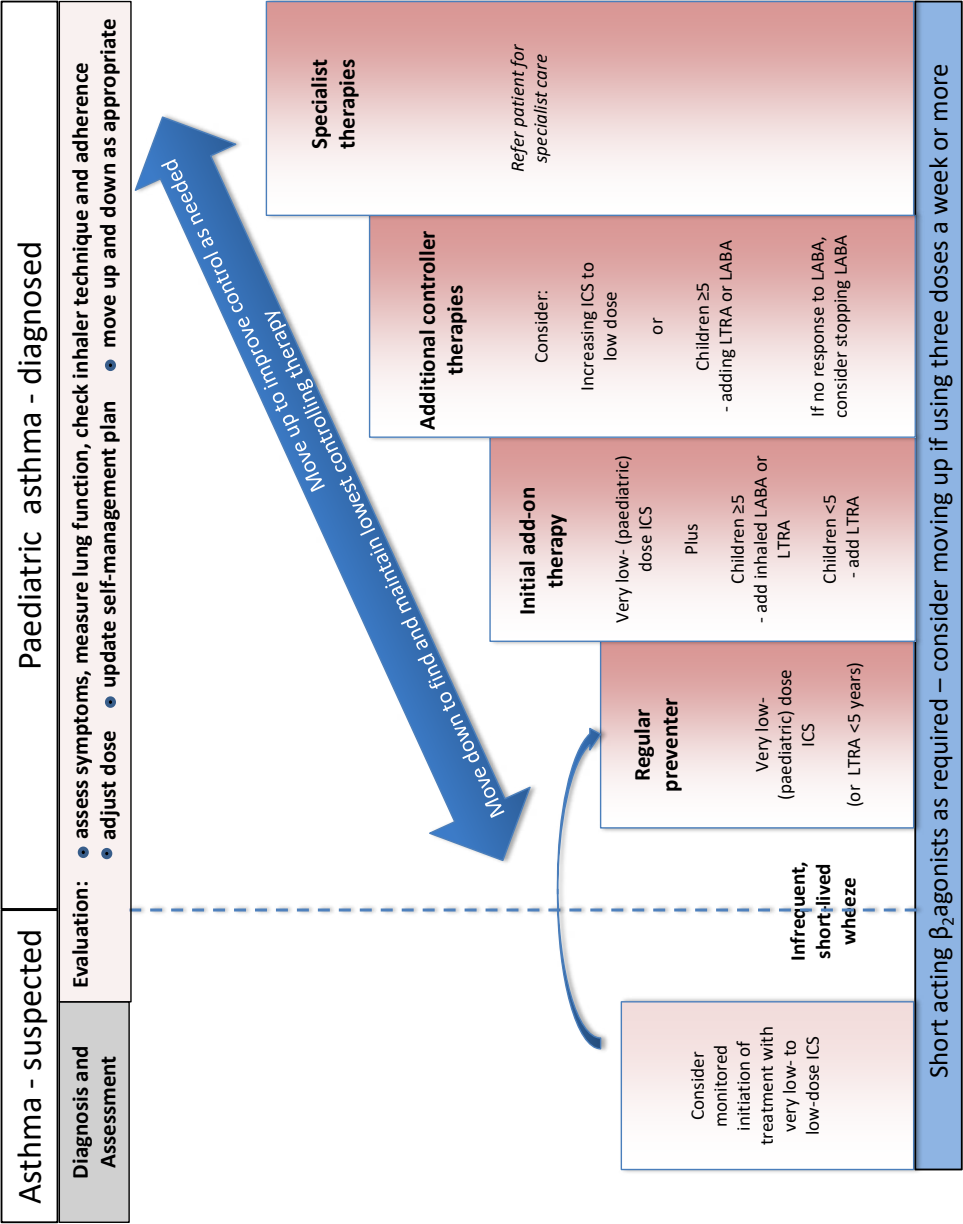 Asthma - suspected
Paediatric asthma - diagnosed
Diagnosis and
Assessment
Evaluation: • assess symptoms, measure lung function, check inhaler technique and adherence
• adjust dose • update self-management plan • move up and down as appropriate
Move up to improve control as needed
Move down to find and maintain lowest controlling therapy
Consider
monitored
initiation of
treatment with
very low- to
low-dose ICS
Infrequent,
short-lived
wheeze
Regular
preventer
Very low-
(paediatric) dose
ICS
(or LTRA <5 years)
Initial add-on
therapy
Very low- (paediatric)
dose ICS
Plus
Children ≥5
- add inhaled LABA or
LTRA
Children <5
- add LTRA
Additional controller
therapies
Consider:
Increasing ICS to
low dose
or
Children ≥5
- adding LTRA or LABA
If no response to LABA,
consider stopping LABA
Specialist
therapies
Refer patient for
specialist care
Short acting β₂agonists as required – consider moving up if using three doses a week or more